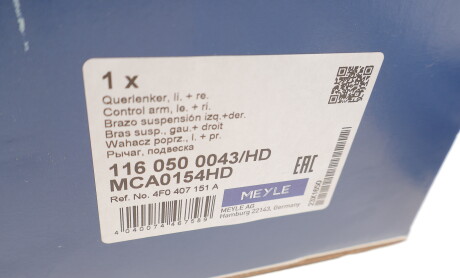 1 x
Querlenker, li. + re.
Control arm, le. + ri.
Brazo suspensión izq.+der.
Bras susp., gau.+ droit
Wahacz poprz., l. + pr.
Рычаг, подвеска
116 050 0043/HD
MCA0154HD
Ref. No. 4F0 407 151 A
EAC
MEYLE
MEYLE AG
Hamburg 22143, Germany